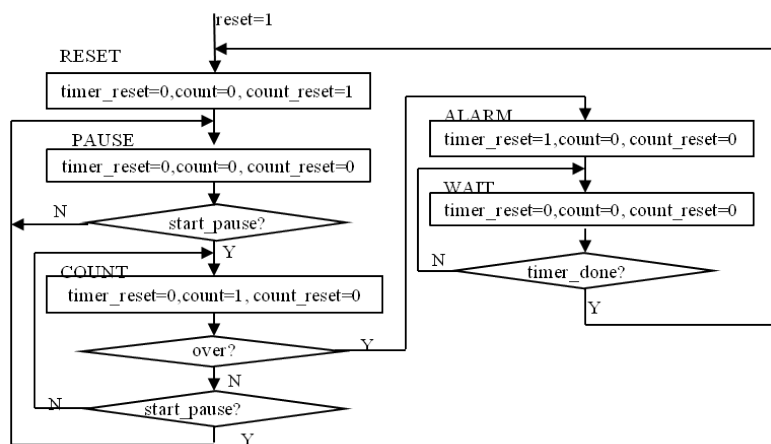 reset=1
RESET
timer_reset=0,count=0, count_reset=1
PAUSE
timer_reset=0,count=0, count_reset=0
N
start_pause?
Y
COUNT
timer_reset=0,count=1, count_reset=0
over?
Y
N
N
start_pause?
Y
ALARM
timer_reset=1,count=0, count_reset=0
WAIT
timer_reset=0,count=0, count_reset=0
N
timer_done?
Y